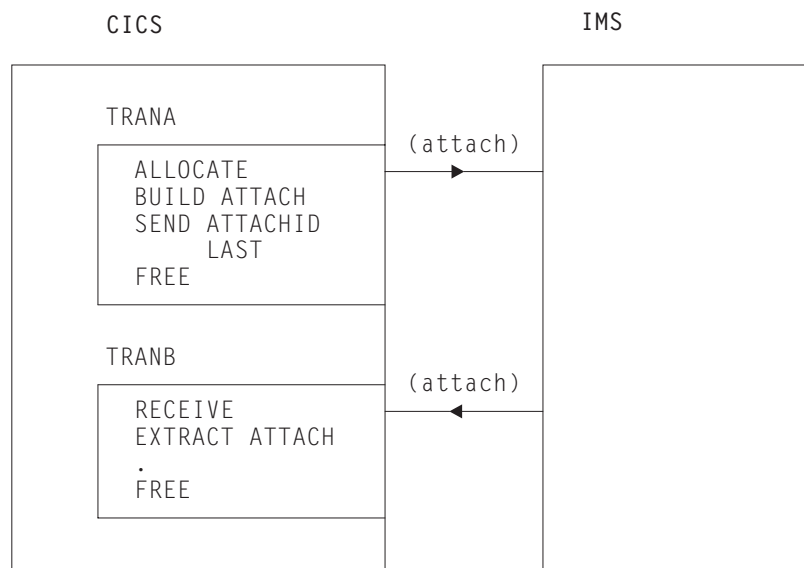 CICS
IMS
TRANA
(attach)
ALLOCATE
BUILD ATTACH
SEND ATTACHID
LAST
FREE
TRANB
(attach)
RECEIVE
EXTRACT ATTACH
.
FREE